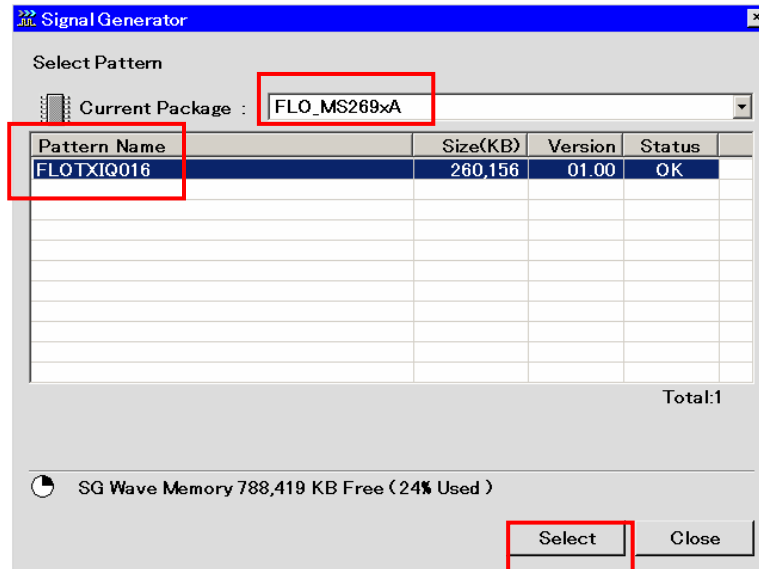 Signal Generator
Select Pattern
Current Package : FLO_MS269xA
Pattern Name Size(KB) Version Status
FLOTXIQ016 260,156 01.00 OK
Total:1
SG Wave Memory 788,419 KB Free ( 24% Used )
Select Close